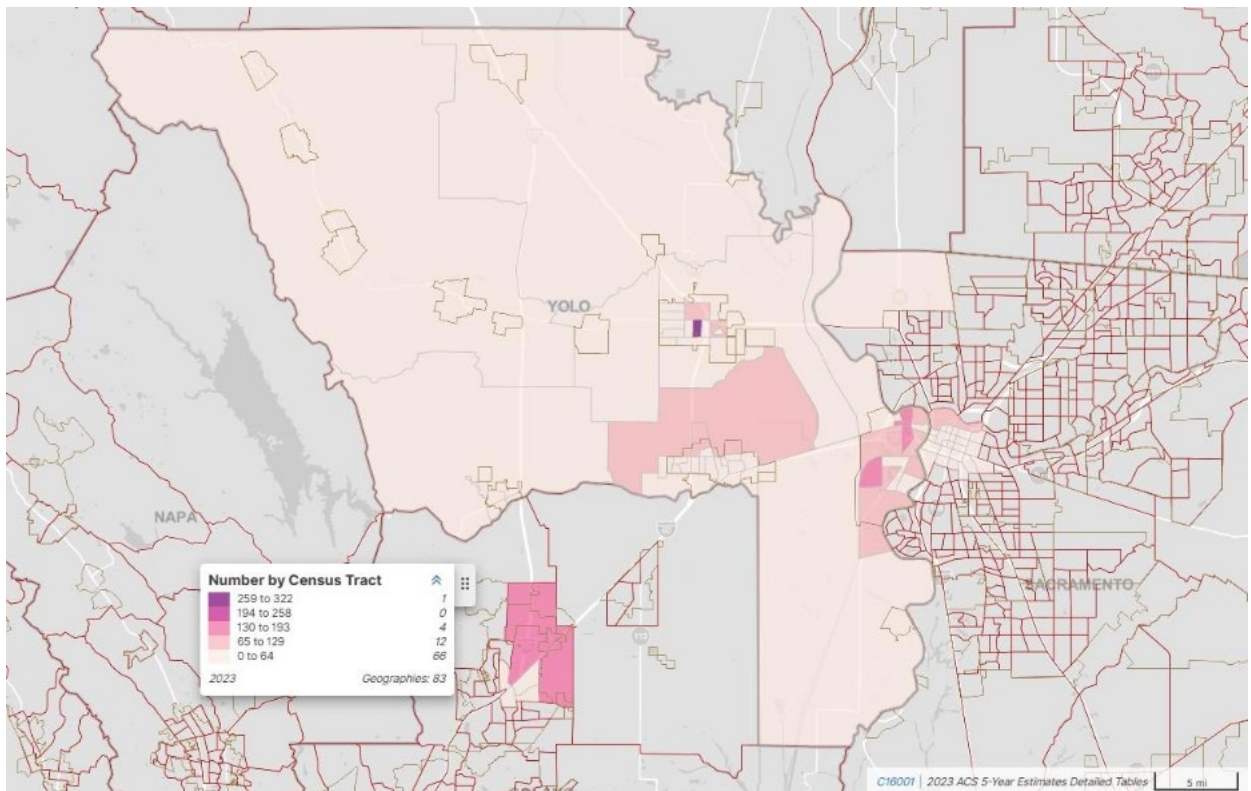 YOLO
NAPA
SACRAMENTO
113
Number by Census Tract
259 to 322 1
194 to 258 0
130 to 193 4
65 to 129 12
0 to 64 66
2023 Geographies: 83
C16001 | 2023 ACS 5-Year Estimates Detailed Tables
5 mi